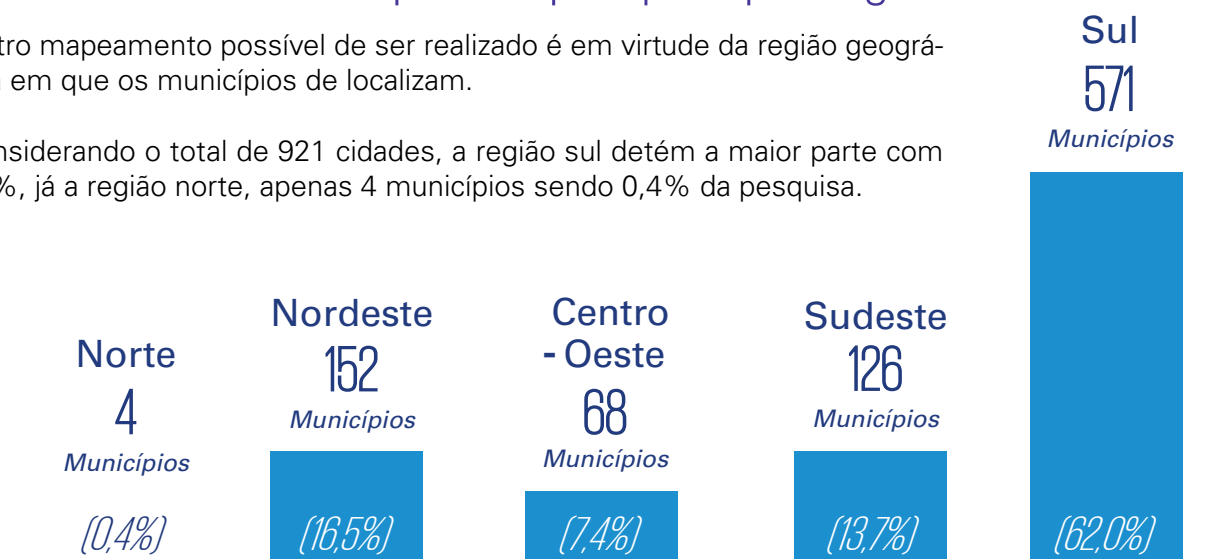 tro mapeamento possível de ser realizado é em virtude da região geográ-
em que os municípios de localizam.
nsiderando o total de 921 cidades, a região sul detém a maior parte com
%, já a região norte, apenas 4 municípios sendo 0,4% da pesquisa.
Norte
4
Municípios
(0,4%)
Nordeste
152
Municípios
(16,5%)
Centro
- Oeste
68
Municípios
(7,4%)
Sudeste
126
Municípios
(13,7%)
Sul
571
Municípios
(62,0%)